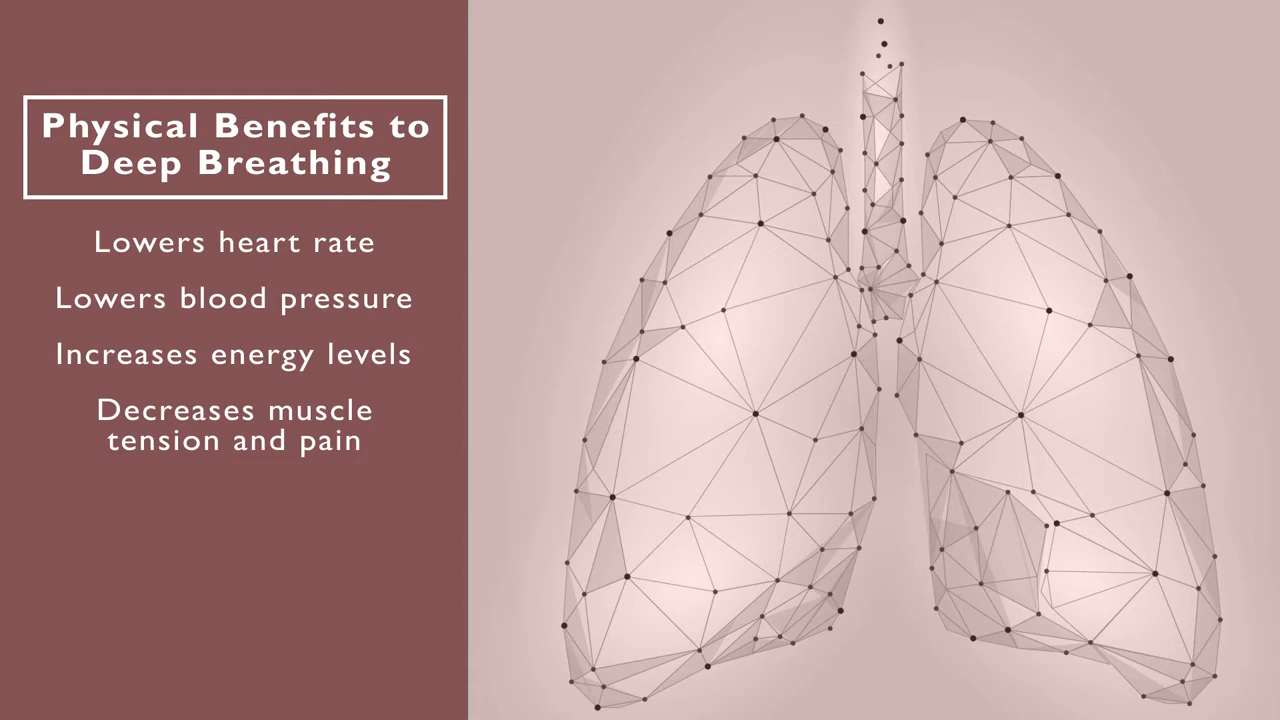 Physical Benefits to
Deep Breathing
Lowers heart rate
Lowers blood pressure
Increases energy levels
Decreases muscle
tension and pain